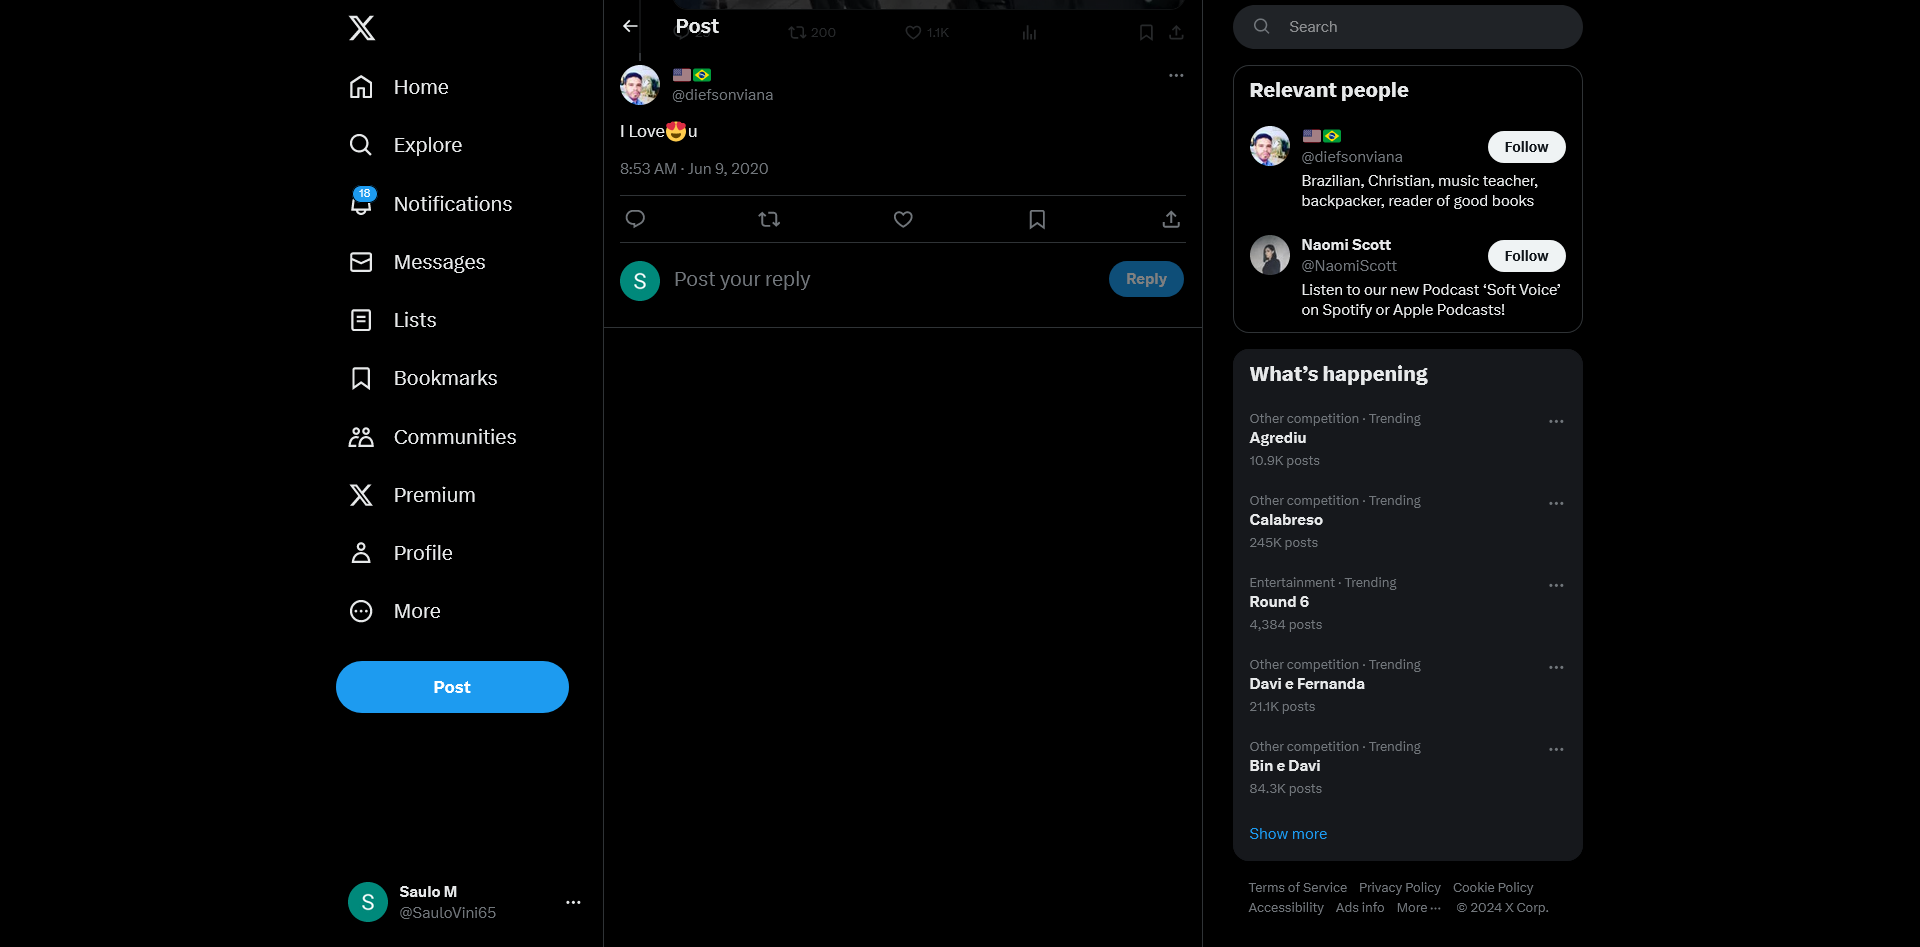 Home
Explore
18
Notifications
Messages
Lists
Bookmarks
Communities
Premium
Profile
More
Post
S
Saulo M
@SauloVini65
Post
200
1.1K
🇺🇸🇧🇷
@diefsonviana
I Love😍u
8:53 AM · Jun 9, 2020
S
Post your reply
Reply
Search
Relevant people
🇺🇸🇧🇷
@diefsonviana
Follow
Brazilian, Christian, music teacher,
backpacker, reader of good books
Naomi Scott
@NaomiScott
Follow
Listen to our new Podcast ‘Soft Voice’
on Spotify or Apple Podcasts!
What’s happening
Other competition · Trending
Agrediu
10.9K posts
Other competition · Trending
Calabreso
245K posts
Entertainment · Trending
Round 6
4,384 posts
Other competition · Trending
Davi e Fernanda
21.1K posts
Other competition · Trending
Bin e Davi
84.3K posts
Show more
Terms of Service Privacy Policy Cookie Policy
Accessibility Ads info More ··· © 2024 X Corp.